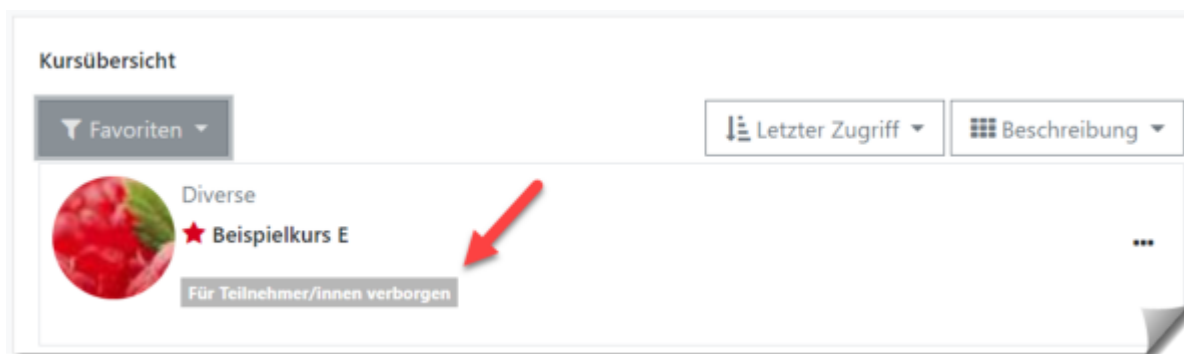 Kursübersicht
Favoriten
Letzter Zugriff
Beschreibung
Diverse
Beispielkurs E
Für Teilnehmer/innen verborgen